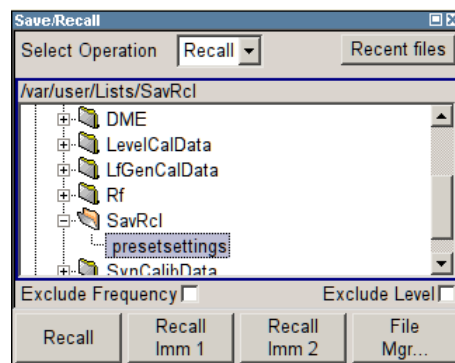 Save/Recall
Select Operation Recall Recent files
/var/user/Lists/SavRcl
DME
LevelCalData
LfGenCalData
Rf
SavRcl
presetsettings
SynCalibData
Exclude Frequency Exclude Level
Recall Recall Imm 1 Recall Imm 2 File Mgr...